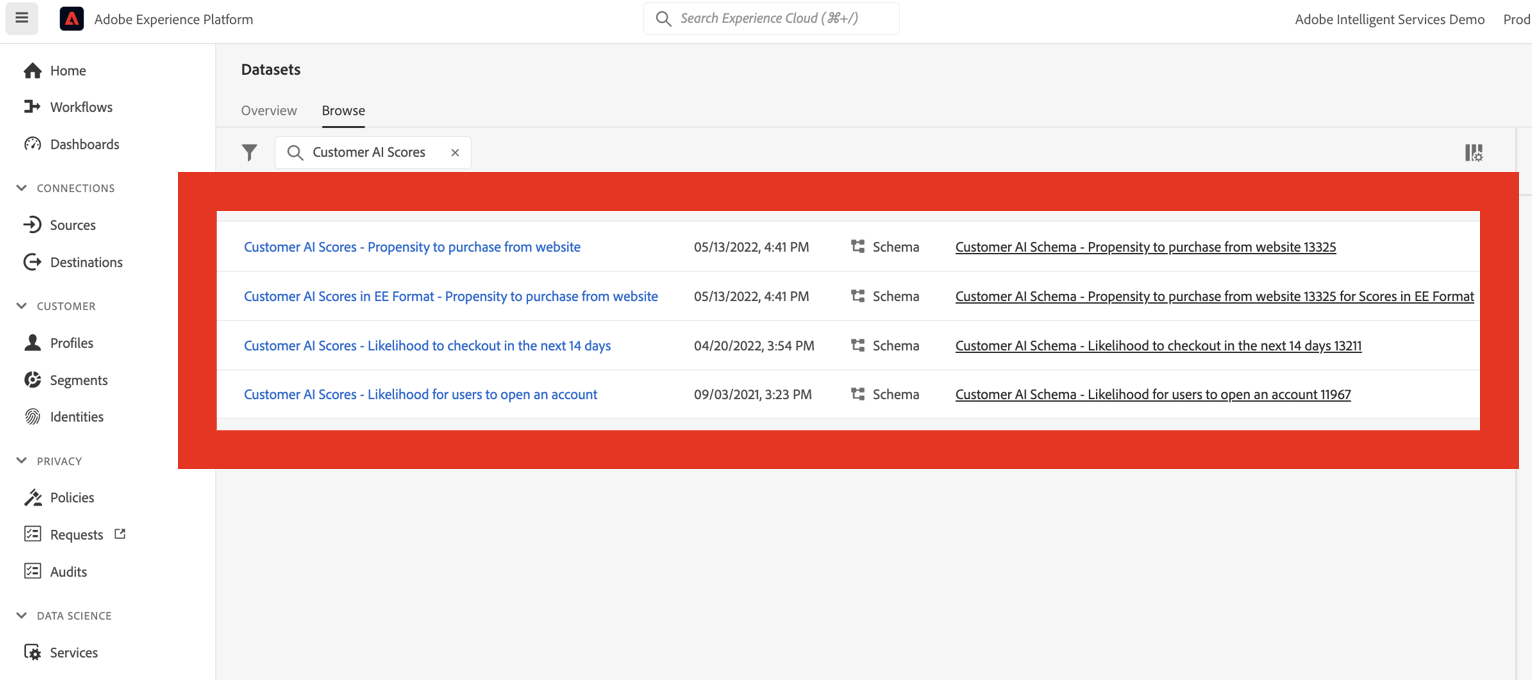 Adobe Experience Platform
Search Experience Cloud (⌘+/)
Adobe Intelligent Services Demo Prod
Home
Workflows
Dashboards
CONNECTIONS
Sources
Destinations
CUSTOMER
Profiles
Segments
Identities
PRIVACY
Policies
Requests
Audits
DATA SCIENCE
Services
Datasets
Overview Browse
Customer AI Scores
Customer AI Scores - Propensity to purchase from website 05/13/2022, 4:41 PM Schema Customer AI Schema - Propensity to purchase from website 13325
Customer AI Scores in EE Format - Propensity to purchase from website 05/13/2022, 4:41 PM Schema Customer AI Schema - Propensity to purchase from website 13325 for Scores in EE Format
Customer AI Scores - Likelihood to checkout in the next 14 days 04/20/2022, 3:54 PM Schema Customer AI Schema - Likelihood to checkout in the next 14 days 13211
Customer AI Scores - Likelihood for users to open an account 09/03/2021, 3:23 PM Schema Customer AI Schema - Likelihood for users to open an account 11967